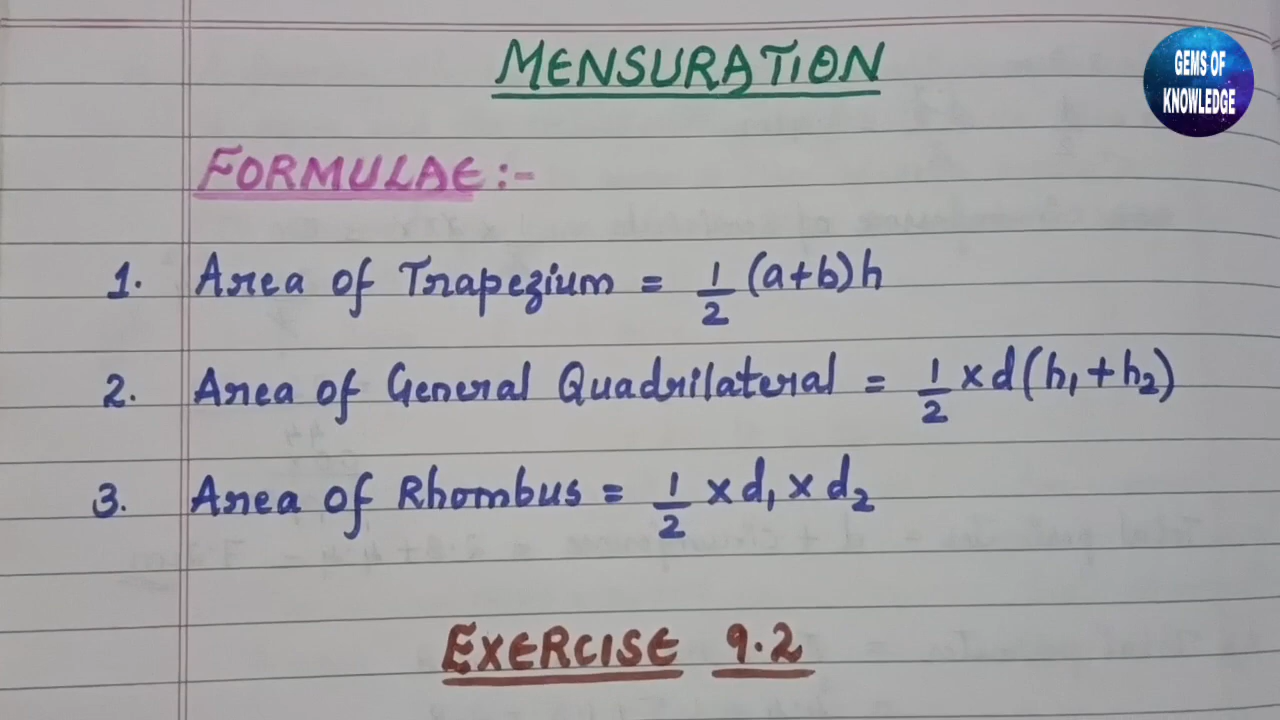 MENSURATION
GEMS OF
KNOWLEDGE
FORMULAE :-
1. Area of Trapezium = 1/2 (a+b)h
2. Area of General Quadrilateral = 1/2 × d(h₁+h₂)
3. Area of Rhombus = 1/2 × d₁ × d₂
EXERCISE 9.2